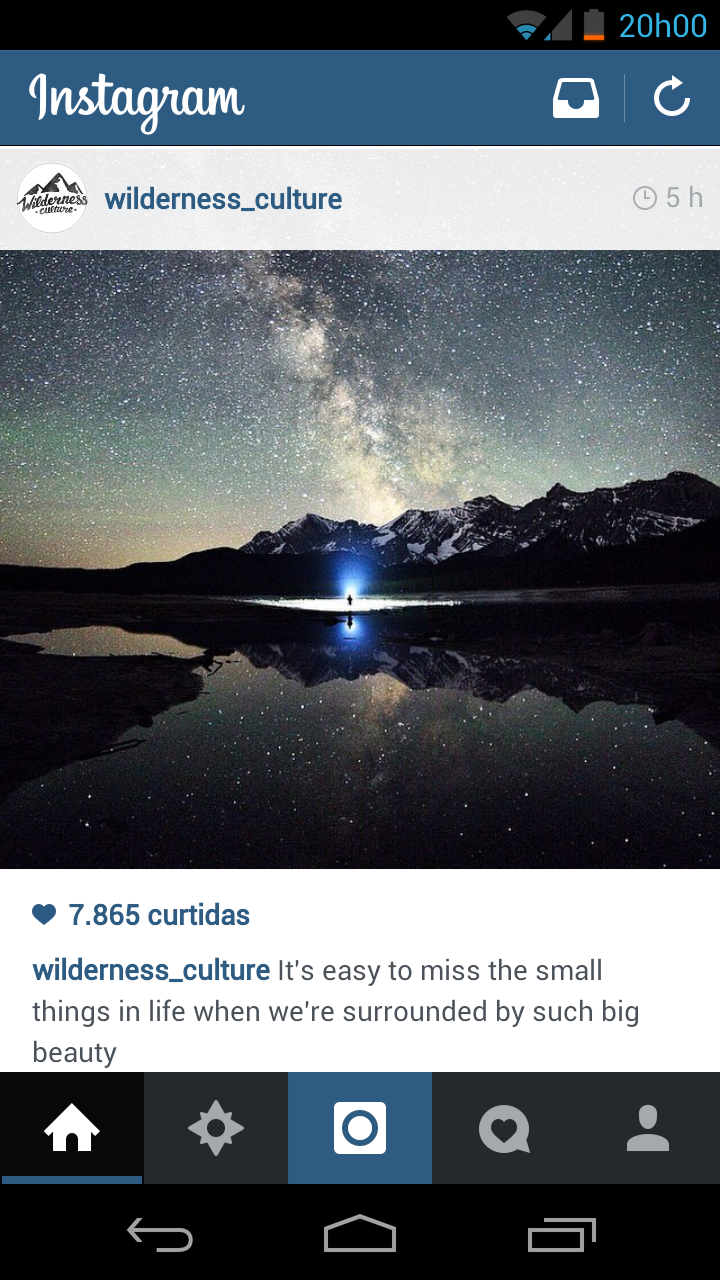 20h00
Instagram
Wilderness
culture
wilderness_culture
5 h
7.865 curtidas
wilderness_culture It's easy to miss the small
things in life when we're surrounded by such big
beauty